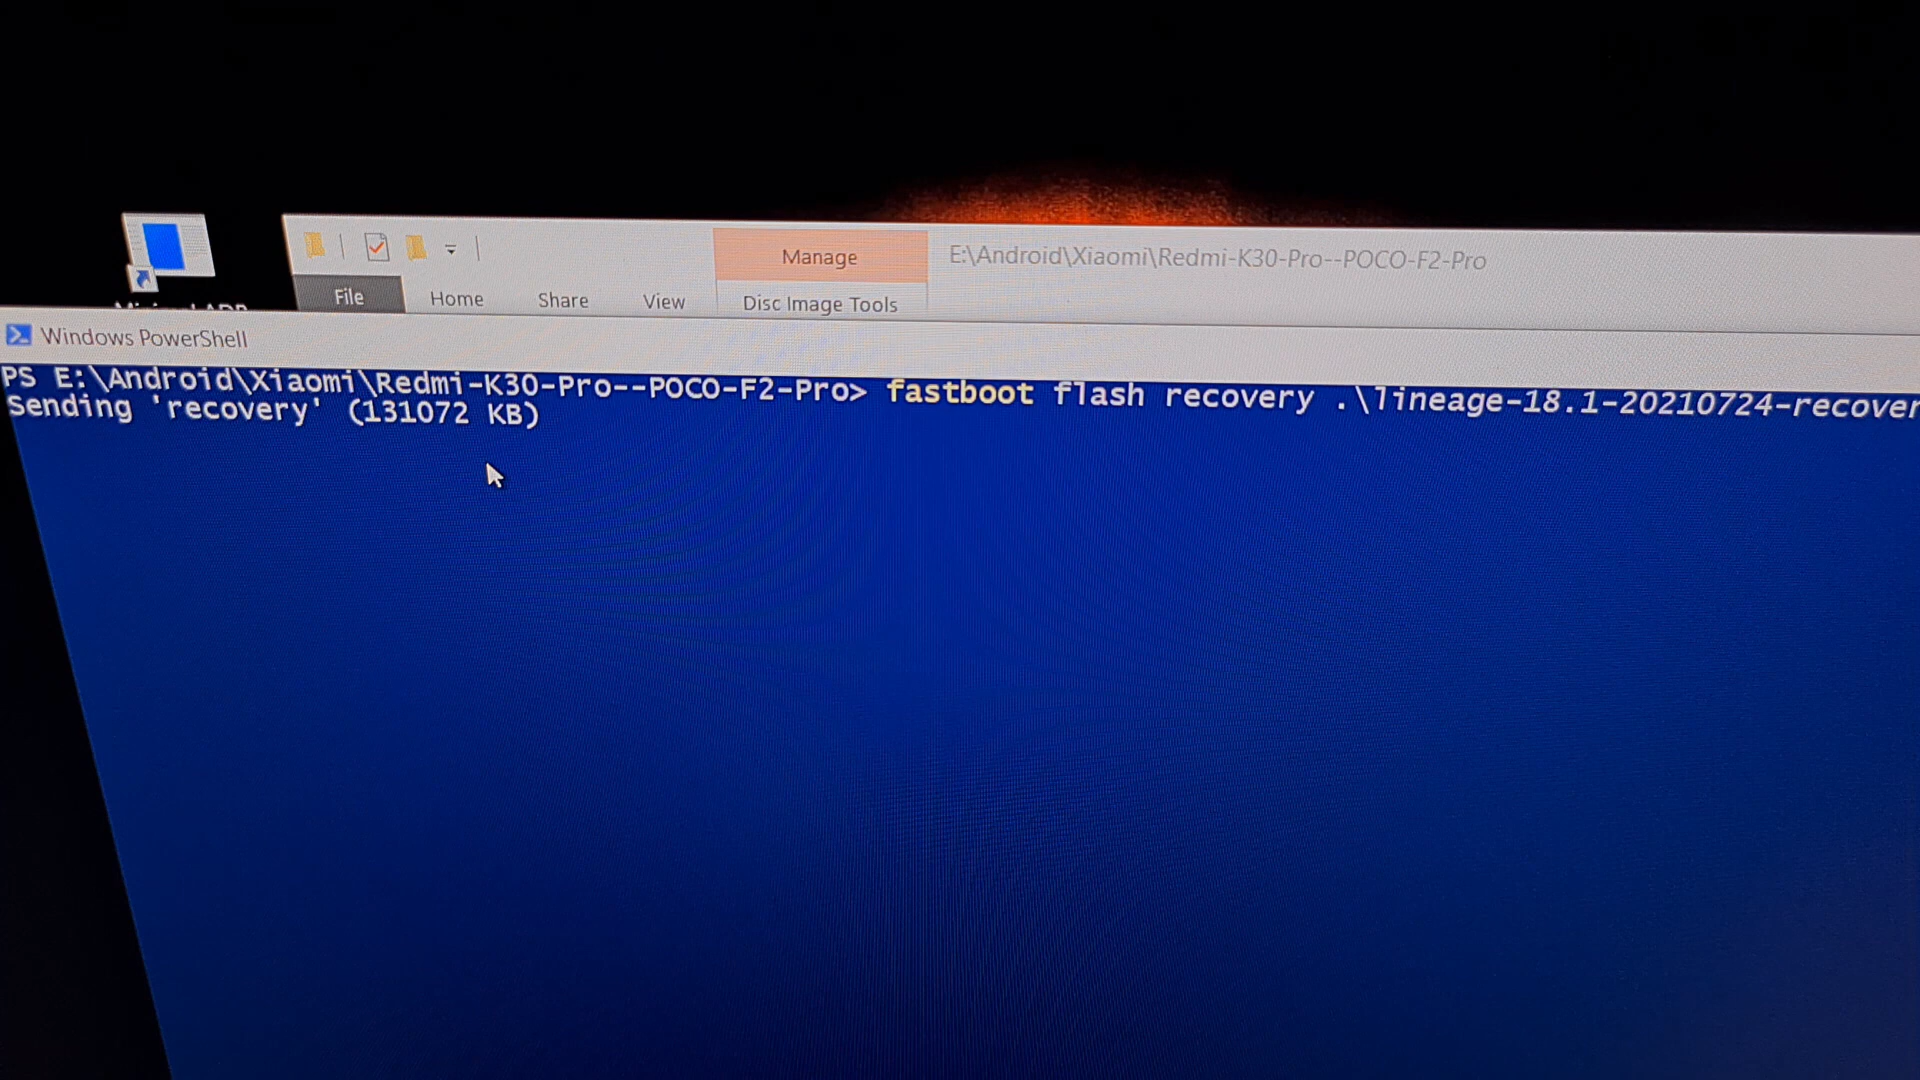 Manage
E:\Android\Xiaomi\Redmi-K30-Pro--POCO-F2-Pro
File
Home
Share
View
Disc Image Tools
Windows PowerShell
PS E:\Android\Xiaomi\Redmi-K30-Pro--POCO-F2-Pro> fastboot flash recovery .\lineage-18.1-20210724-recover
Sending 'recovery' (131072 KB)